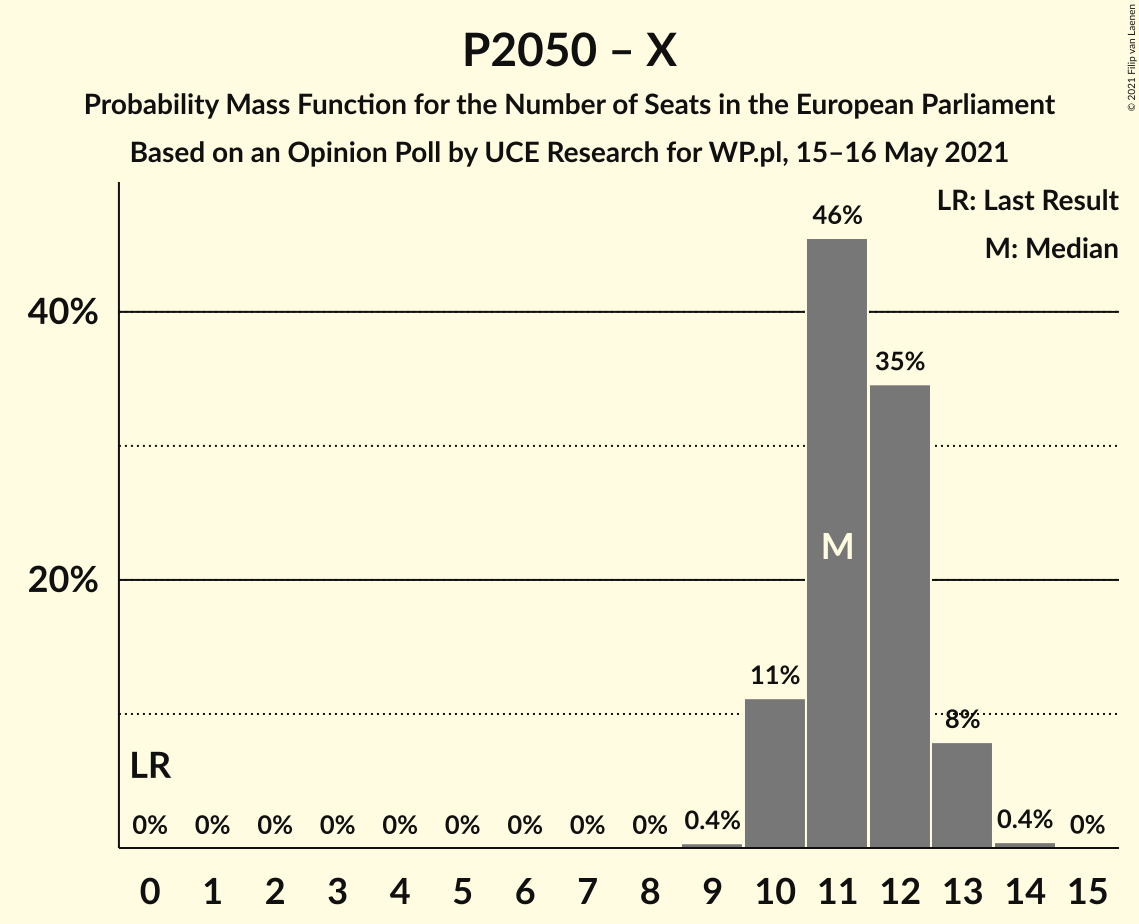 P2050 – X
Probability Mass Function for the Number of Seats in the European Parliament
Based on an Opinion Poll by UCE Research for WP.pl, 15–16 May 2021
© 2021 Filip van Laenen
LR: Last Result
M: Median
46%
40%
35%
M
20%
11%
8%
LR
0% 0% 0% 0% 0% 0% 0% 0% 0% 0.4% 0.4% 0%
0 1 2 3 4 5 6 7 8 9 10 11 12 13 14 15